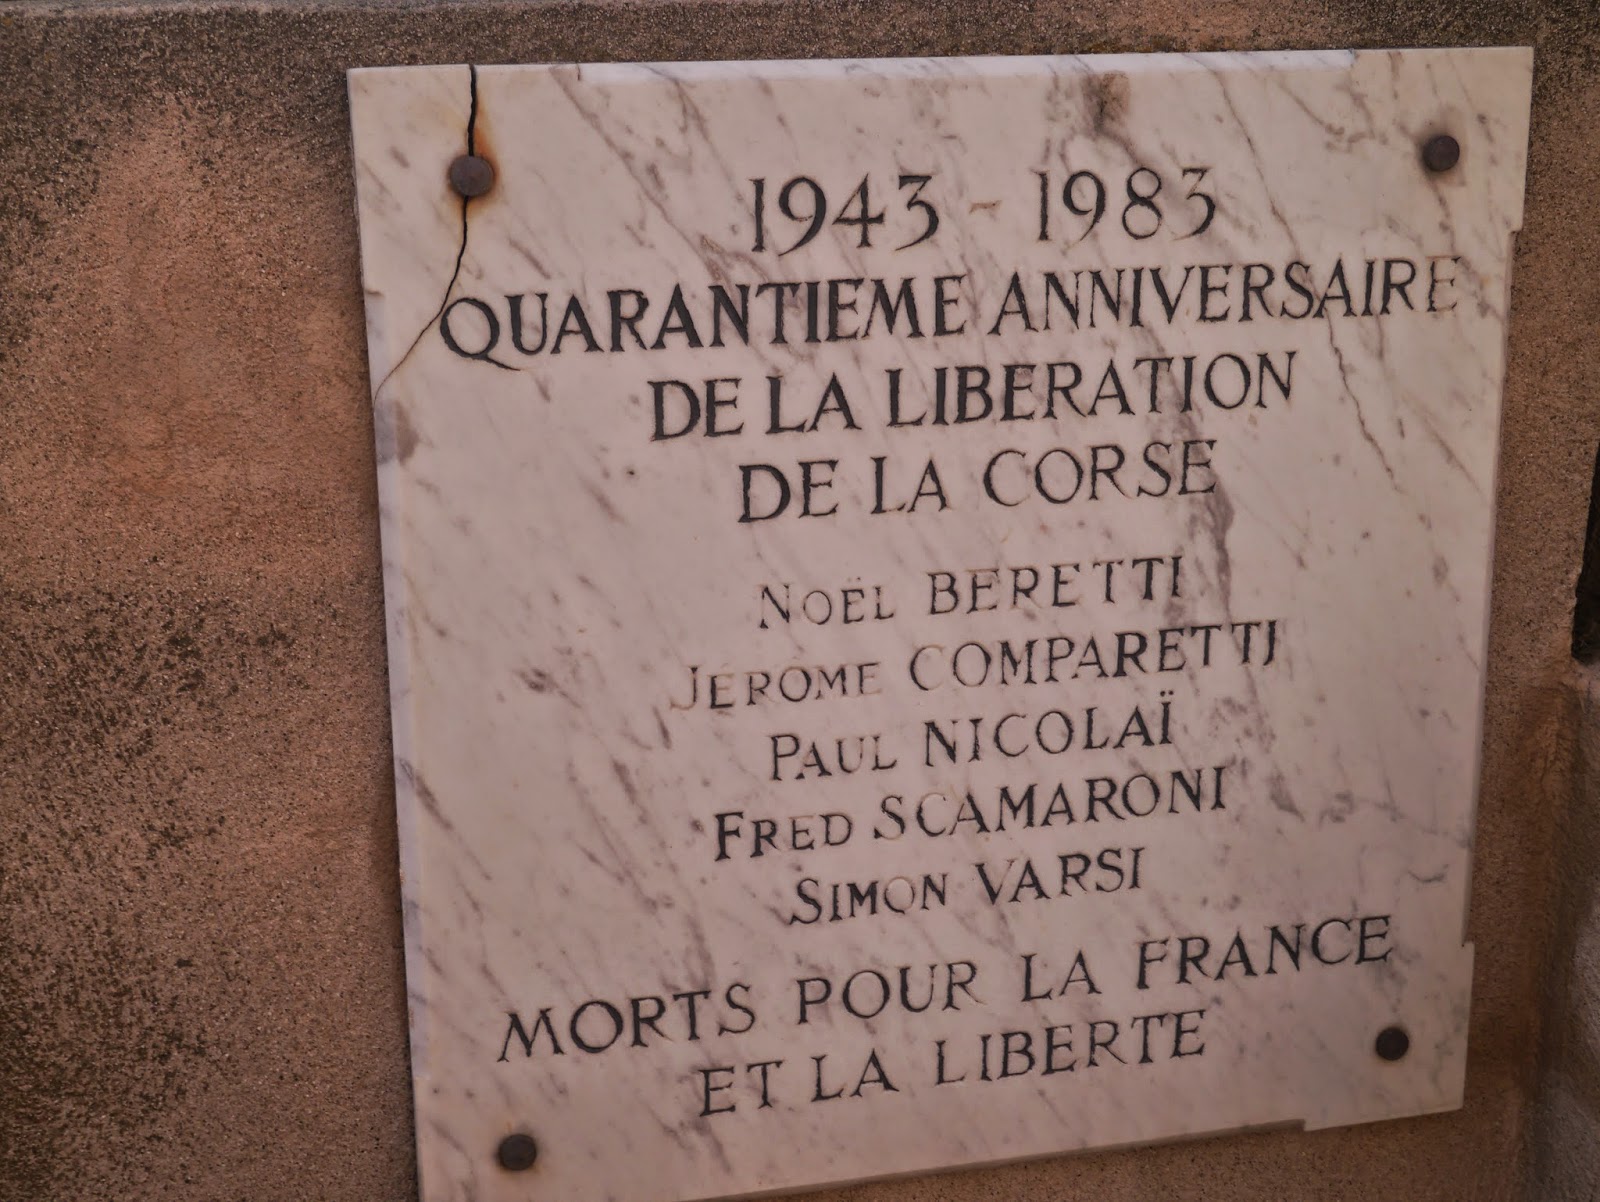 1943 - 1983
QUARANTIEME ANNIVERSAIRE
DE LA LIBERATION
DE LA CORSE
NOËL BERETTI
JEROME COMPARETTI
PAUL NICOLAÏ
FRED SCAMARONI
SIMON VARSI
MORTS POUR LA FRANCE
ET LA LIBERTE